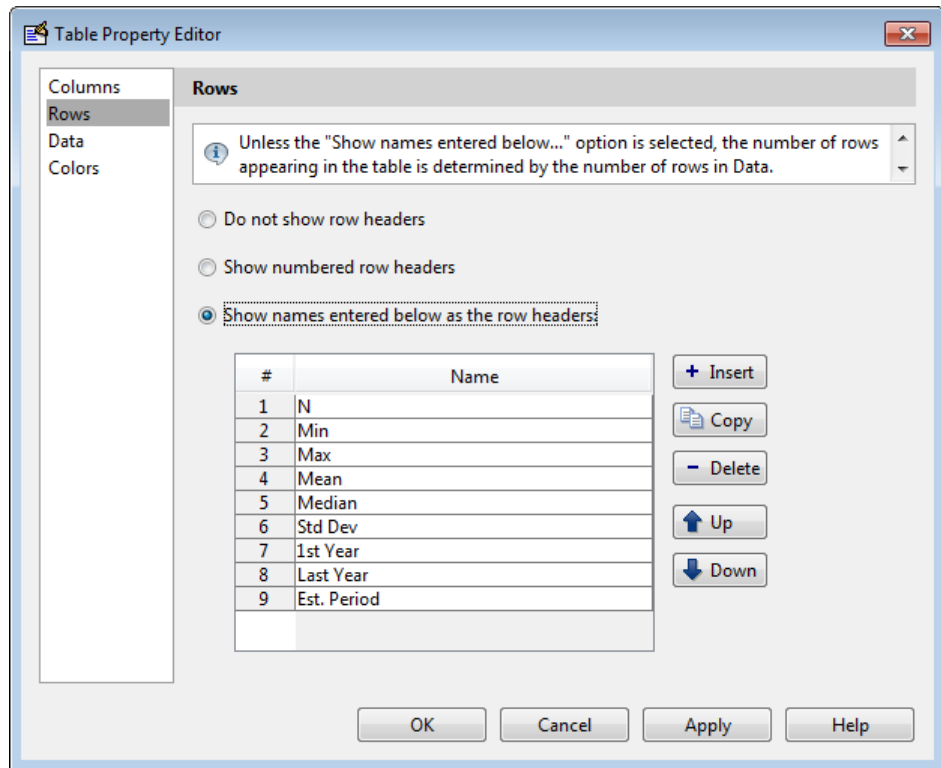 Table Property Editor
Columns
Rows
Data
Colors
Rows
Unless the "Show names entered below..." option is selected, the number of rows
appearing in the table is determined by the number of rows in Data.
Do not show row headers
Show numbered row headers
Show names entered below as the row headers:
# Name
1 N
2 Min
3 Max
4 Mean
5 Median
6 Std Dev
7 1st Year
8 Last Year
9 Est. Period
+ Insert
Copy
− Delete
Up
Down
OK Cancel Apply Help